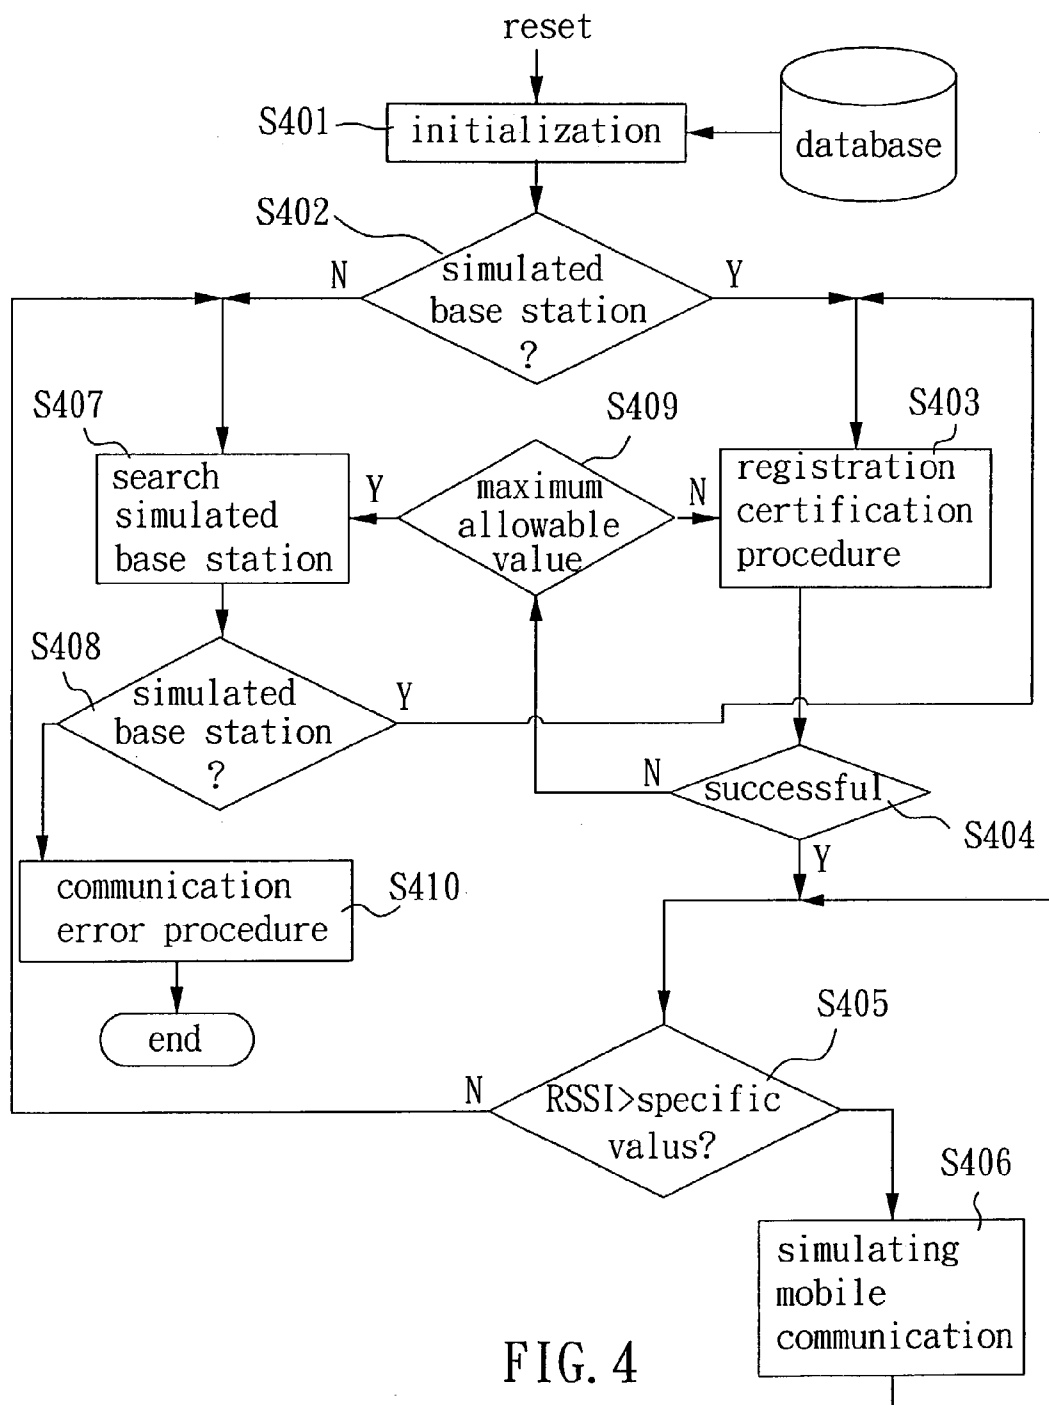 reset
S401
initialization
database
S402
N
simulated
base station
?
Y
S407
search
simulated
base station
Y
S409
maximum
allowable
value
N
S403
registration
certification
procedure
S408
simulated
base station
?
Y
N
successful
S404
Y
communication
error procedure
S410
end
S405
N
RSSI>specific
valus?
S406
simulating
mobile
communication
FIG. 4